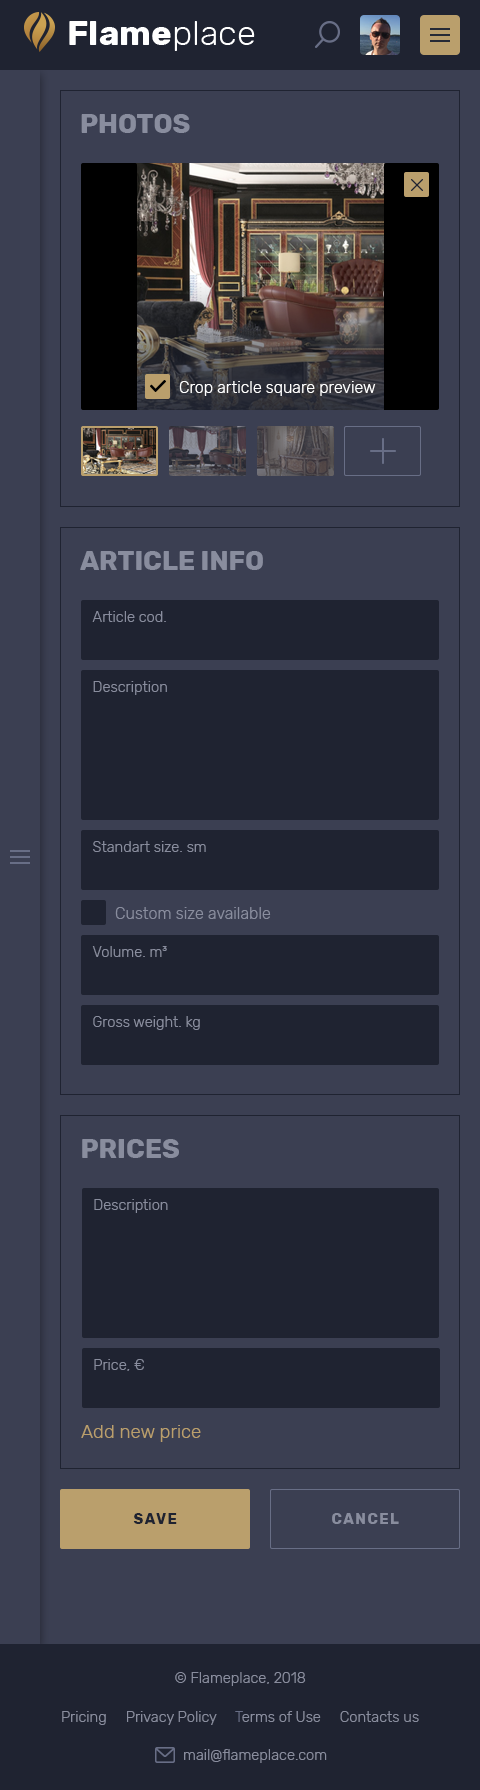 Flameplace
PHOTOS
Crop article square preview
ARTICLE INFO
Article cod.
Description
Standart size. sm
Custom size available
Volume. m³
Gross weight. kg
PRICES
Description
Price, €
Add new price
SAVE CANCEL
© Flameplace, 2018
Pricing Privacy Policy Terms of Use Contacts us
mail@flameplace.com